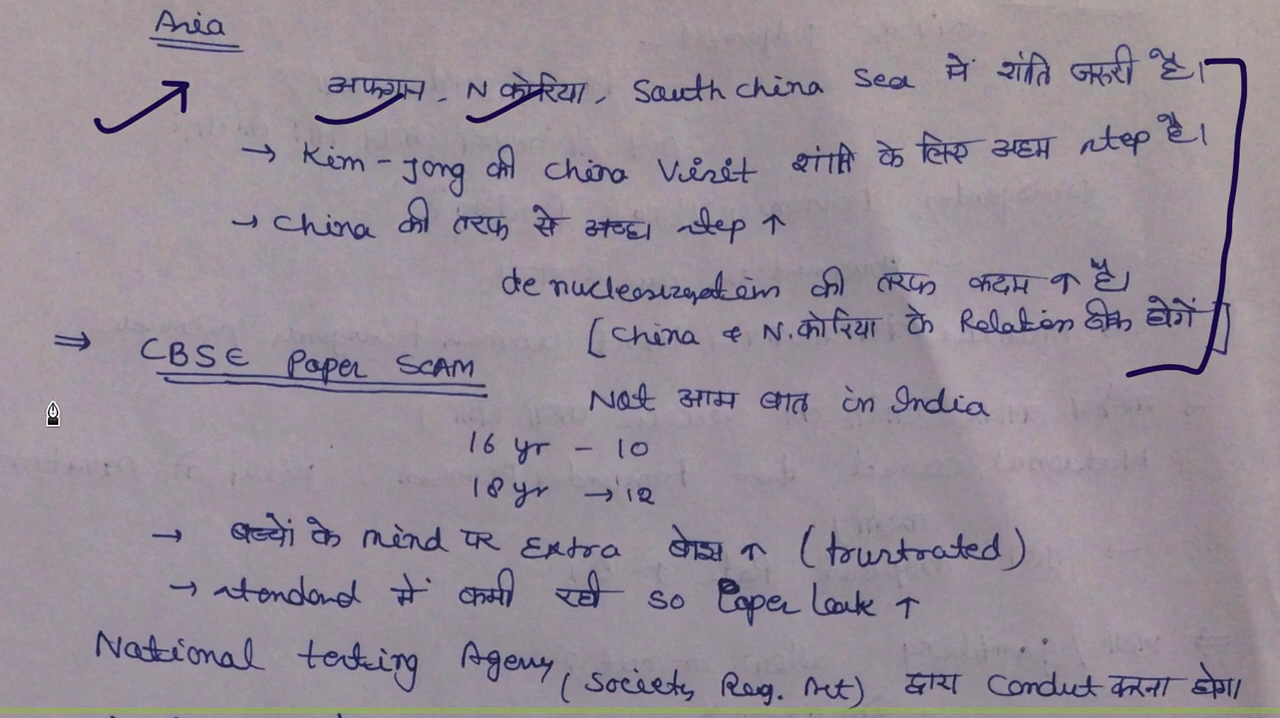 Asia
अफगान, N कोरिया, South china Sea में शांति जरुरी है।
→ Kim-Jong की china Visit शांति के लिए अहम step है।
→ China की तरफ से अच्छा step ↑
denuclearization की तरफ कदम ↑ है।
[China & N.कोरिया के Relation ठीक होगें]
⇒ CBSE Paper SCAM
Not आम बात in India
16 yr - 10
18 yr → 12
→ बच्चों के mind पर Extra बोझ ↑ (frustrated)
→ standard में कमी रही so Paper leak ↑
National testing Agency (Society Reg. Act) द्वारा Conduct करना होगा।